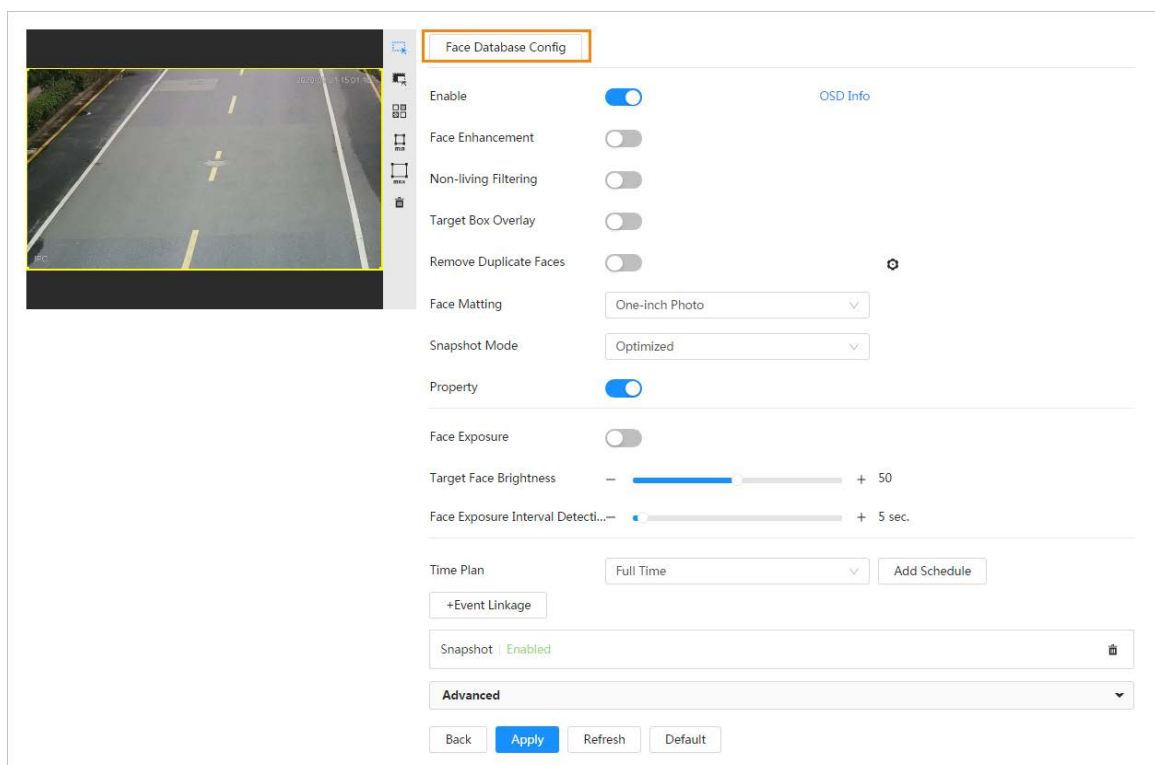 Face Database Config
Enable
OSD Info
Face Enhancement
Non-living Filtering
Target Box Overlay
Remove Duplicate Faces
Face Matting
One-inch Photo
Snapshot Mode
Optimized
Property
Face Exposure
Target Face Brightness
− + 50
Face Exposure Interval Detecti...− + 5 sec.
Time Plan
Full Time
Add Schedule
+Event Linkage
Snapshot | Enabled
Advanced
Back Apply Refresh Default
min
max
IPC